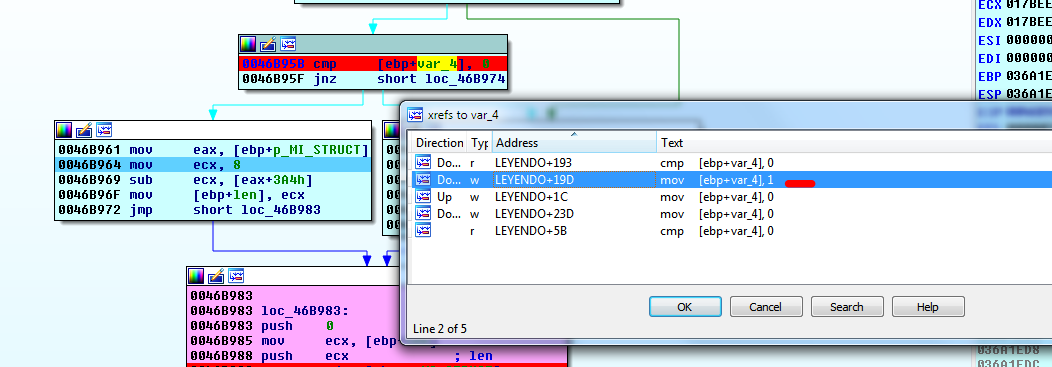 0046B95B cmp [ebp+var_4], 0
0046B95F jnz short loc_46B974
0046B961 mov eax, [ebp+p_MI_STRUCT]
0046B964 mov ecx, 8
0046B969 sub ecx, [eax+3A4h]
0046B96F mov [ebp+len], ecx
0046B972 jmp short loc_46B983
0046B983
0046B983 loc_46B983:
0046B983 push 0
0046B985 mov ecx, [ebp
0046B988 push ecx ; len
xrefs to var_4
Direction Ty Address Text
Do... r LEYENDO+193 cmp [ebp+var_4], 0
Do... w LEYENDO+19D mov [ebp+var_4], 1
Up w LEYENDO+1C mov [ebp+var_4], 0
Do... w LEYENDO+23D mov [ebp+var_4], 0
r LEYENDO+5B cmp [ebp+var_4], 0
OK Cancel Search Help
Line 2 of 5
ECX 017BEE
EDX 017BEE
ESI 000000
EDI 000000
EBP 036A1E
ESP 036A1E
036A1ED8
036A1EDC